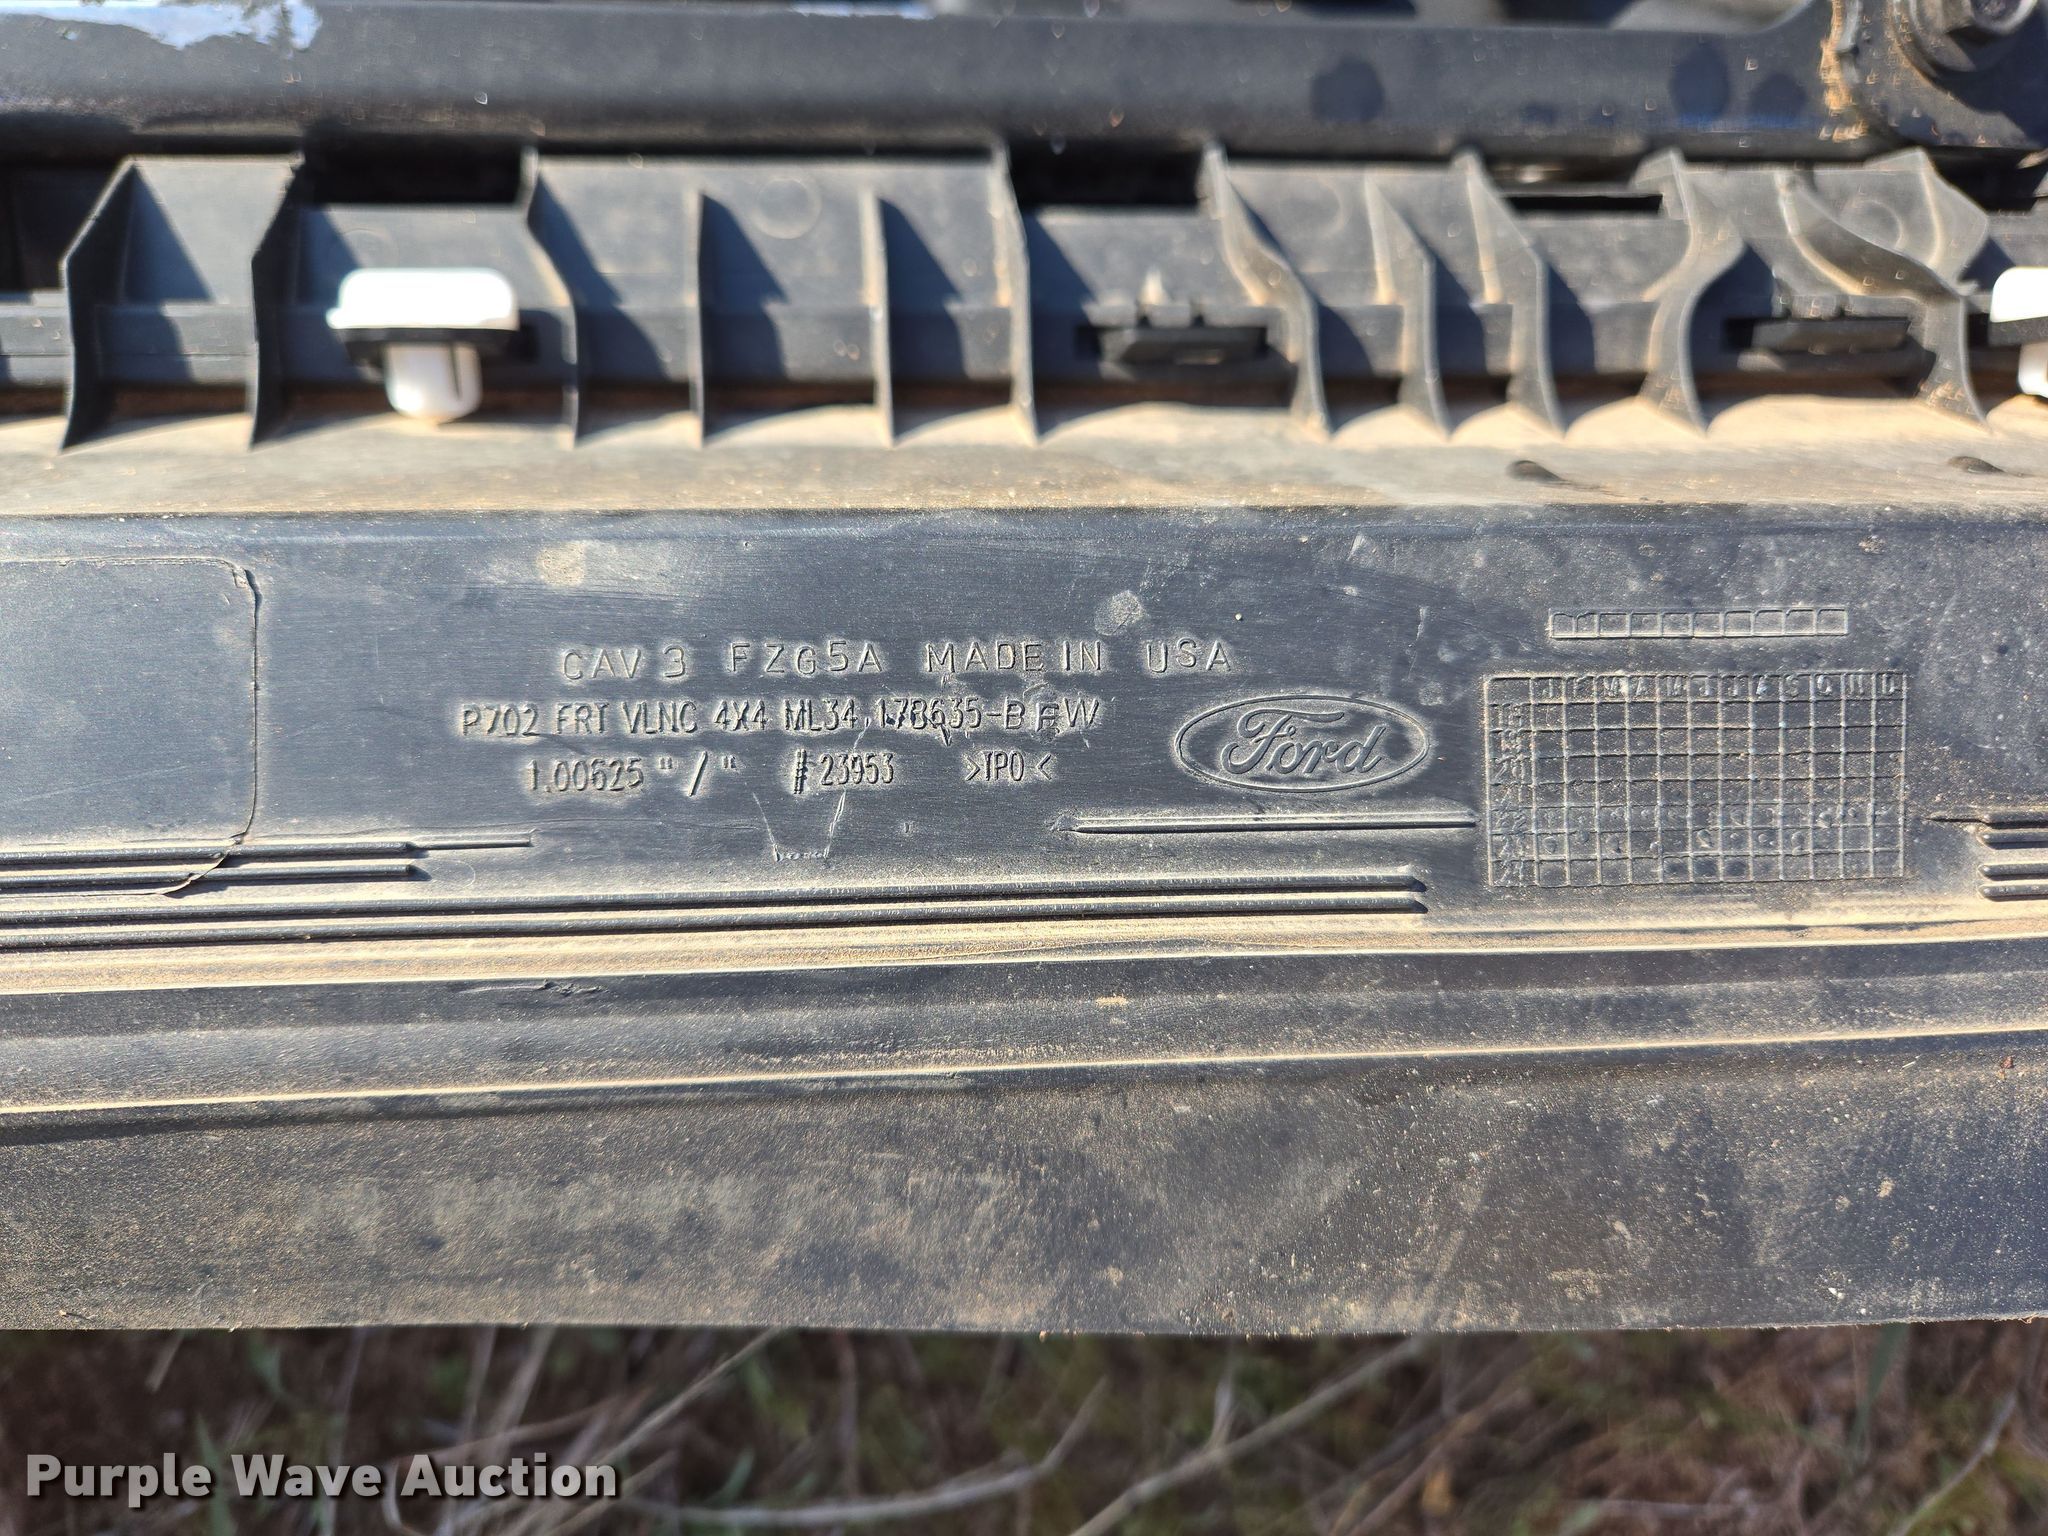 CAV 3 FZG5A MADE IN USA
P702 FRT VLNC 4X4 ML34 17B635-B FW
1.00625 "/" # 23953 >TPO<
Ford
J F M A M J J A S O N D
Purple Wave Auction